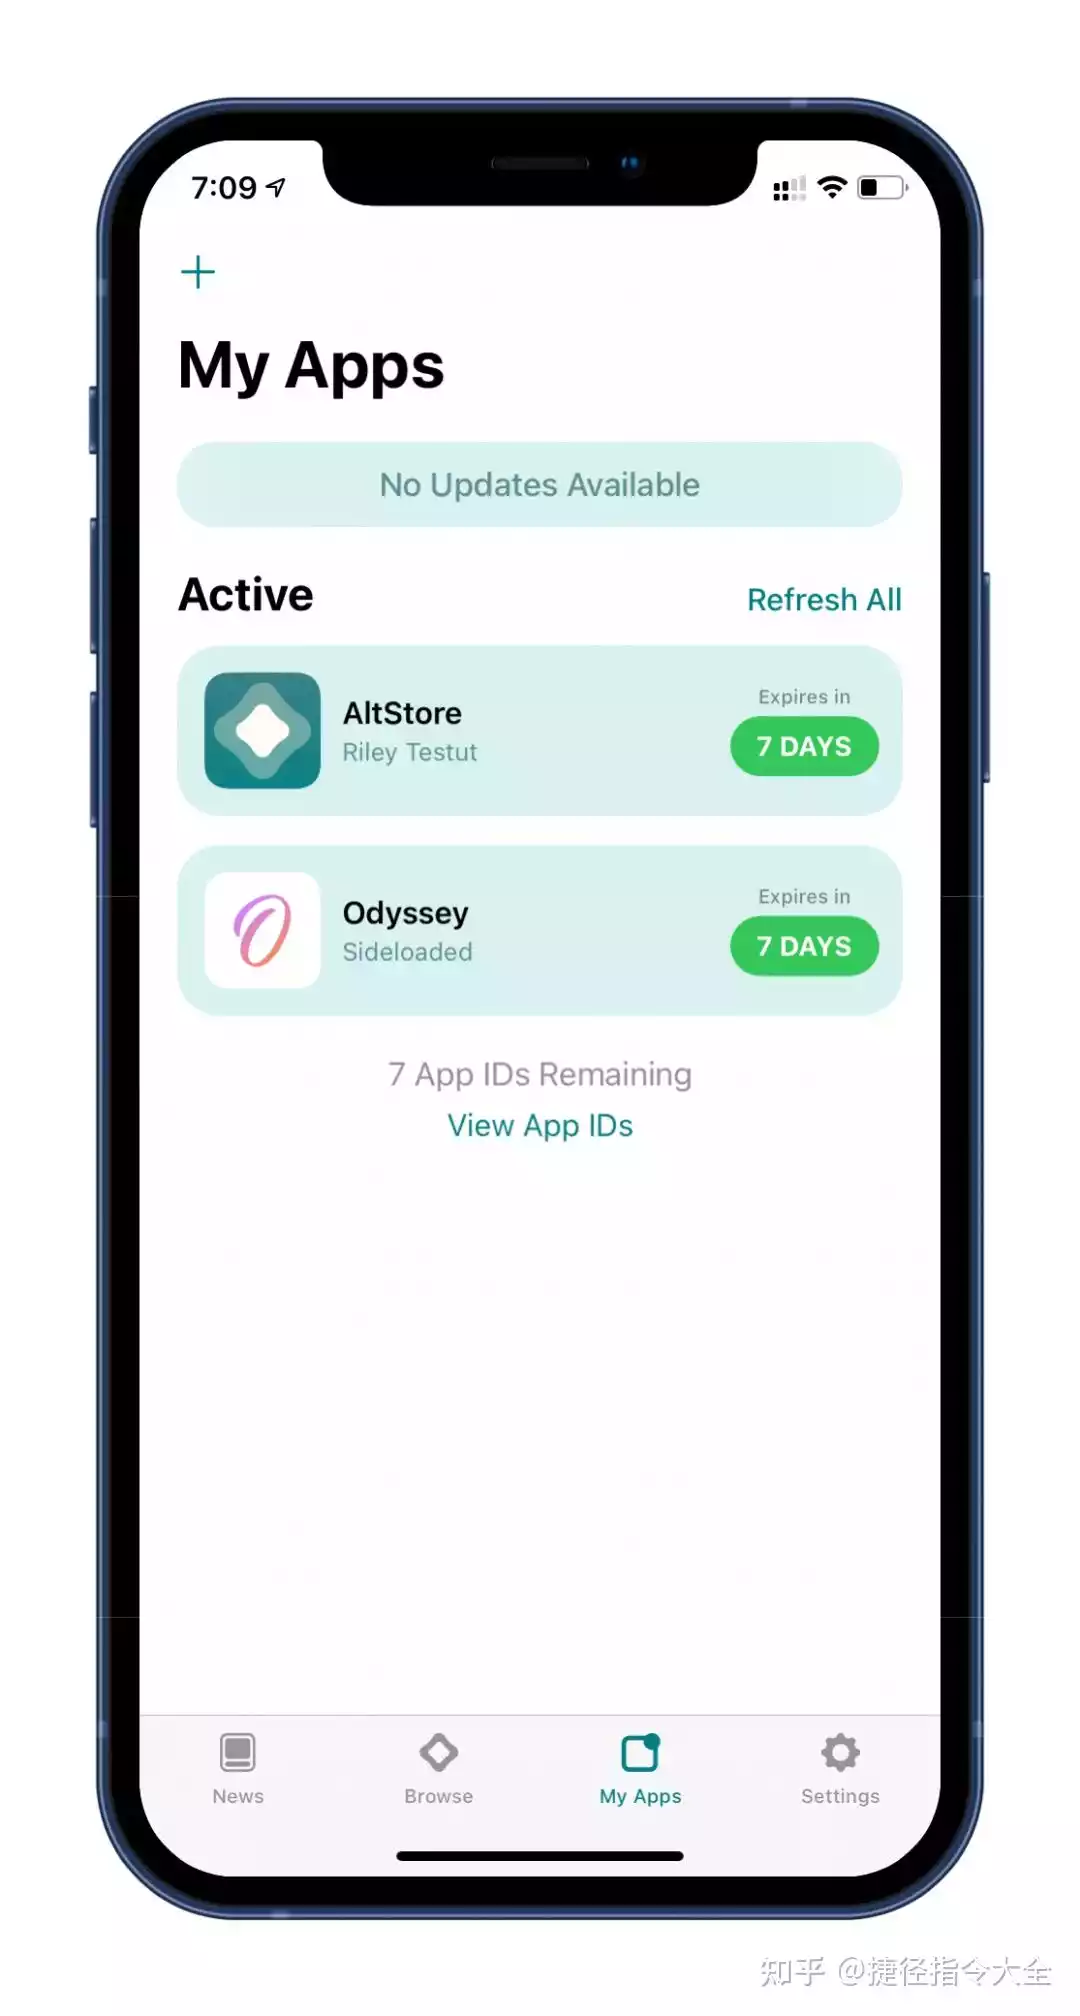 7:09
My Apps
No Updates Available
Active
Refresh All
AltStore
Riley Testut
Expires in
7 DAYS
Odyssey
Sideloaded
Expires in
7 DAYS
7 App IDs Remaining
View App IDs
News
Browse
My Apps
Settings
知乎 @捷径指令大全